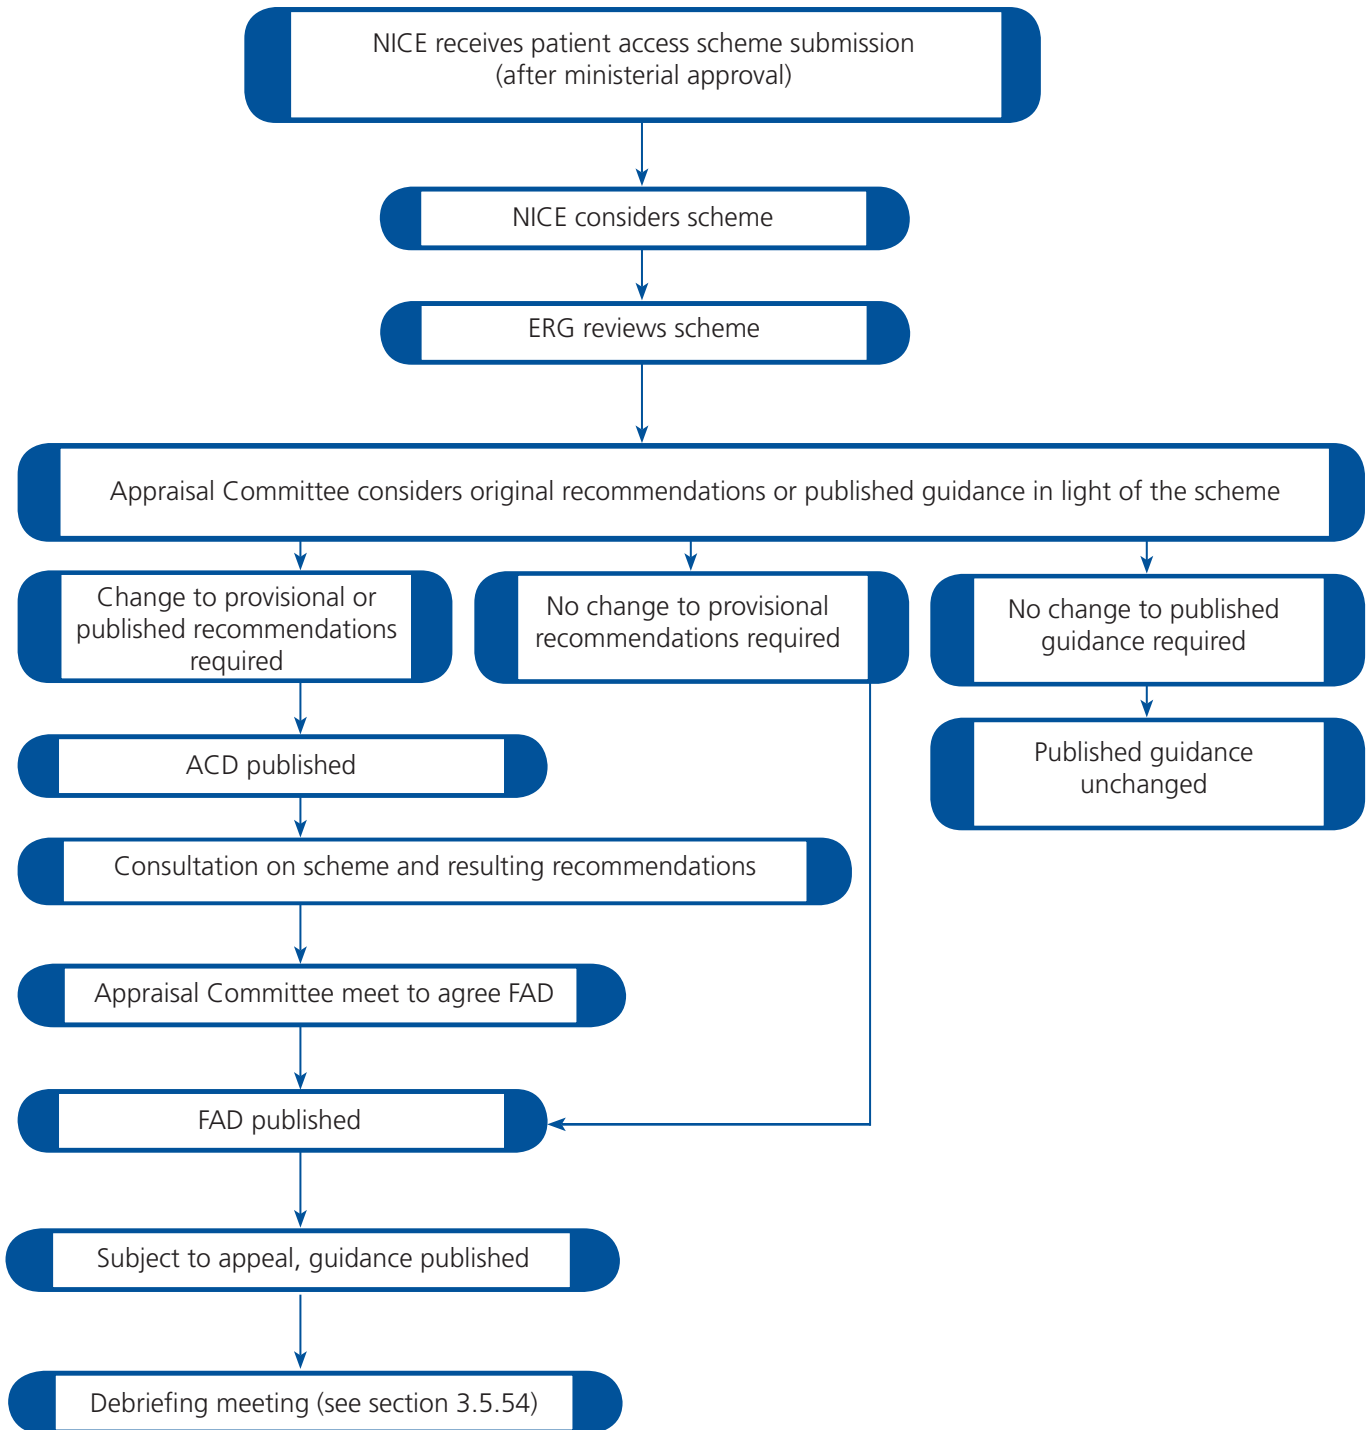 NICE receives patient access scheme submission
(after ministerial approval)
NICE considers scheme
ERG reviews scheme
Appraisal Committee considers original recommendations or published guidance in light of the scheme
Change to provisional or
published recommendations
required
No change to provisional
recommendations required
No change to published
guidance required
ACD published
Published guidance
unchanged
Consultation on scheme and resulting recommendations
Appraisal Committee meet to agree FAD
FAD published
Subject to appeal, guidance published
Debriefing meeting (see section 3.5.54)